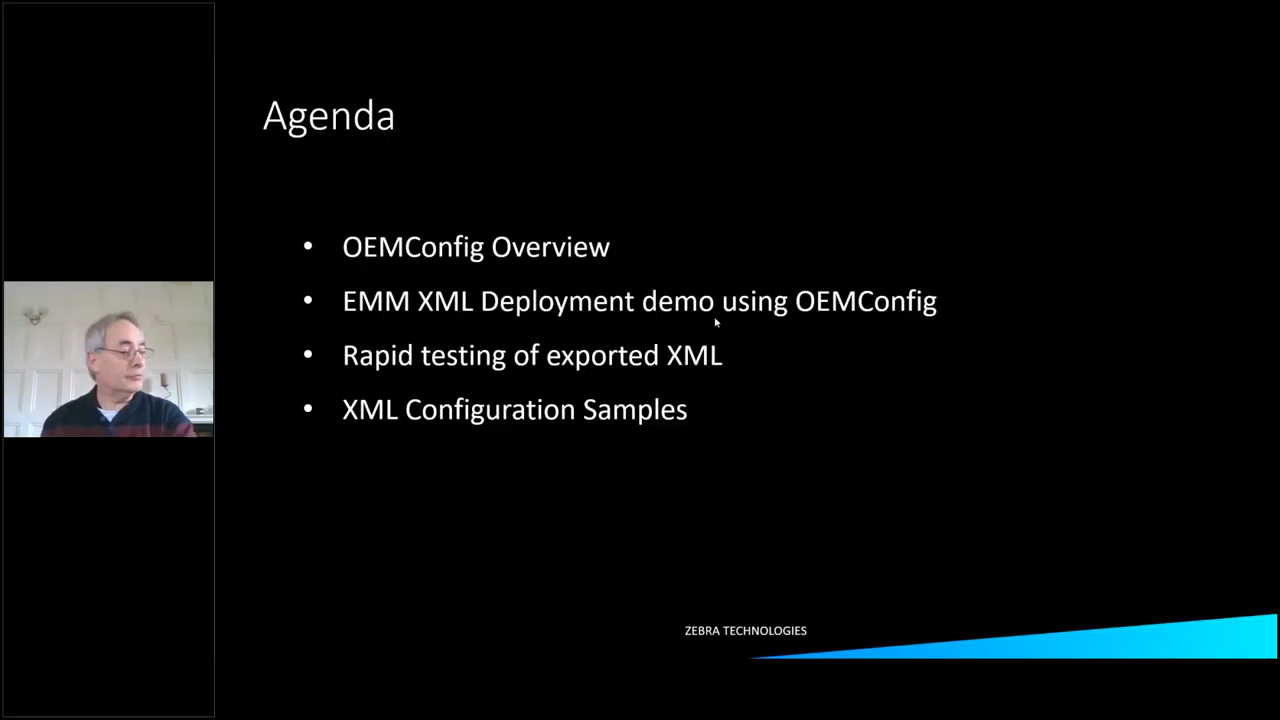 Agenda
• OEMConfig Overview
• EMM XML Deployment demo using OEMConfig
• Rapid testing of exported XML
• XML Configuration Samples
ZEBRA TECHNOLOGIES